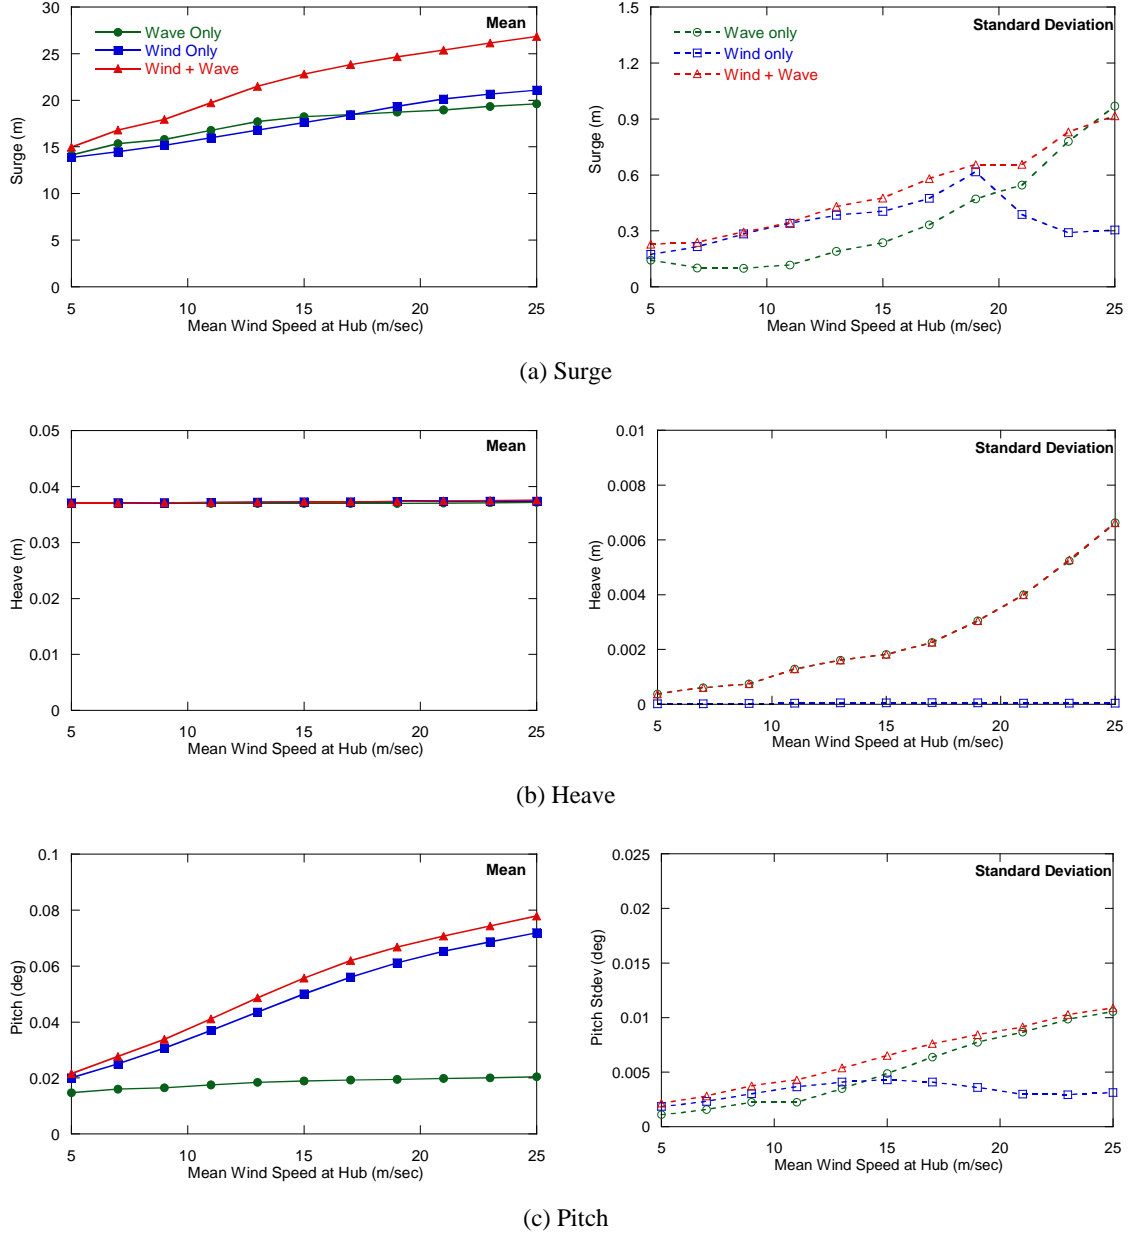 Mean
Wave Only
Wind Only
Wind + Wave
30
25
20
15
10
5
0
Surge (m)
5
10
15
20
25
Mean Wind Speed at Hub (m/sec)
Standard Deviation
Wave only
Wind only
Wind + Wave
1.5
1.2
0.9
0.6
0.3
0
Surge (m)
5
10
15
20
25
Mean Wind Speed at Hub (m/sec)
(a) Surge
Mean
0.05
0.04
0.03
0.02
0.01
0
Heave (m)
5
10
15
20
25
Mean Wind Speed at Hub (m/sec)
Standard Deviation
0.01
0.008
0.006
0.004
0.002
0
Heave (m)
5
10
15
20
25
Mean Wind Speed at Hub (m/sec)
(b) Heave
Mean
0.1
0.08
0.06
0.04
0.02
0
Pitch (deg)
5
10
15
20
25
Mean Wind Speed at Hub (m/sec)
Standard Deviation
0.025
0.02
0.015
0.01
0.005
0
Pitch Stdev (deg)
5
10
15
20
25
Mean Wind Speed at Hub (m/sec)
(c) Pitch